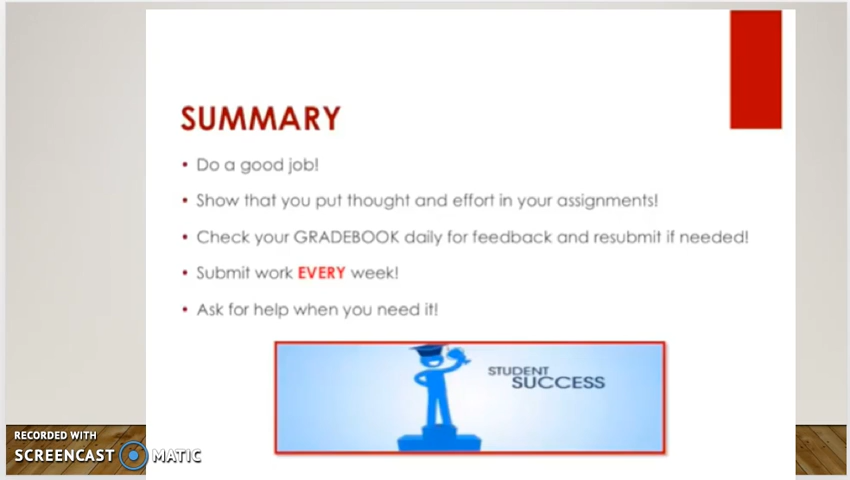 SUMMARY
• Do a good job!
• Show that you put thought and effort in your assignments!
• Check your GRADEBOOK daily for feedback and resubmit if needed!
• Submit work EVERY week!
• Ask for help when you need it!
STUDENT
SUCCESS
RECORDED WITH
SCREENCAST MATIC